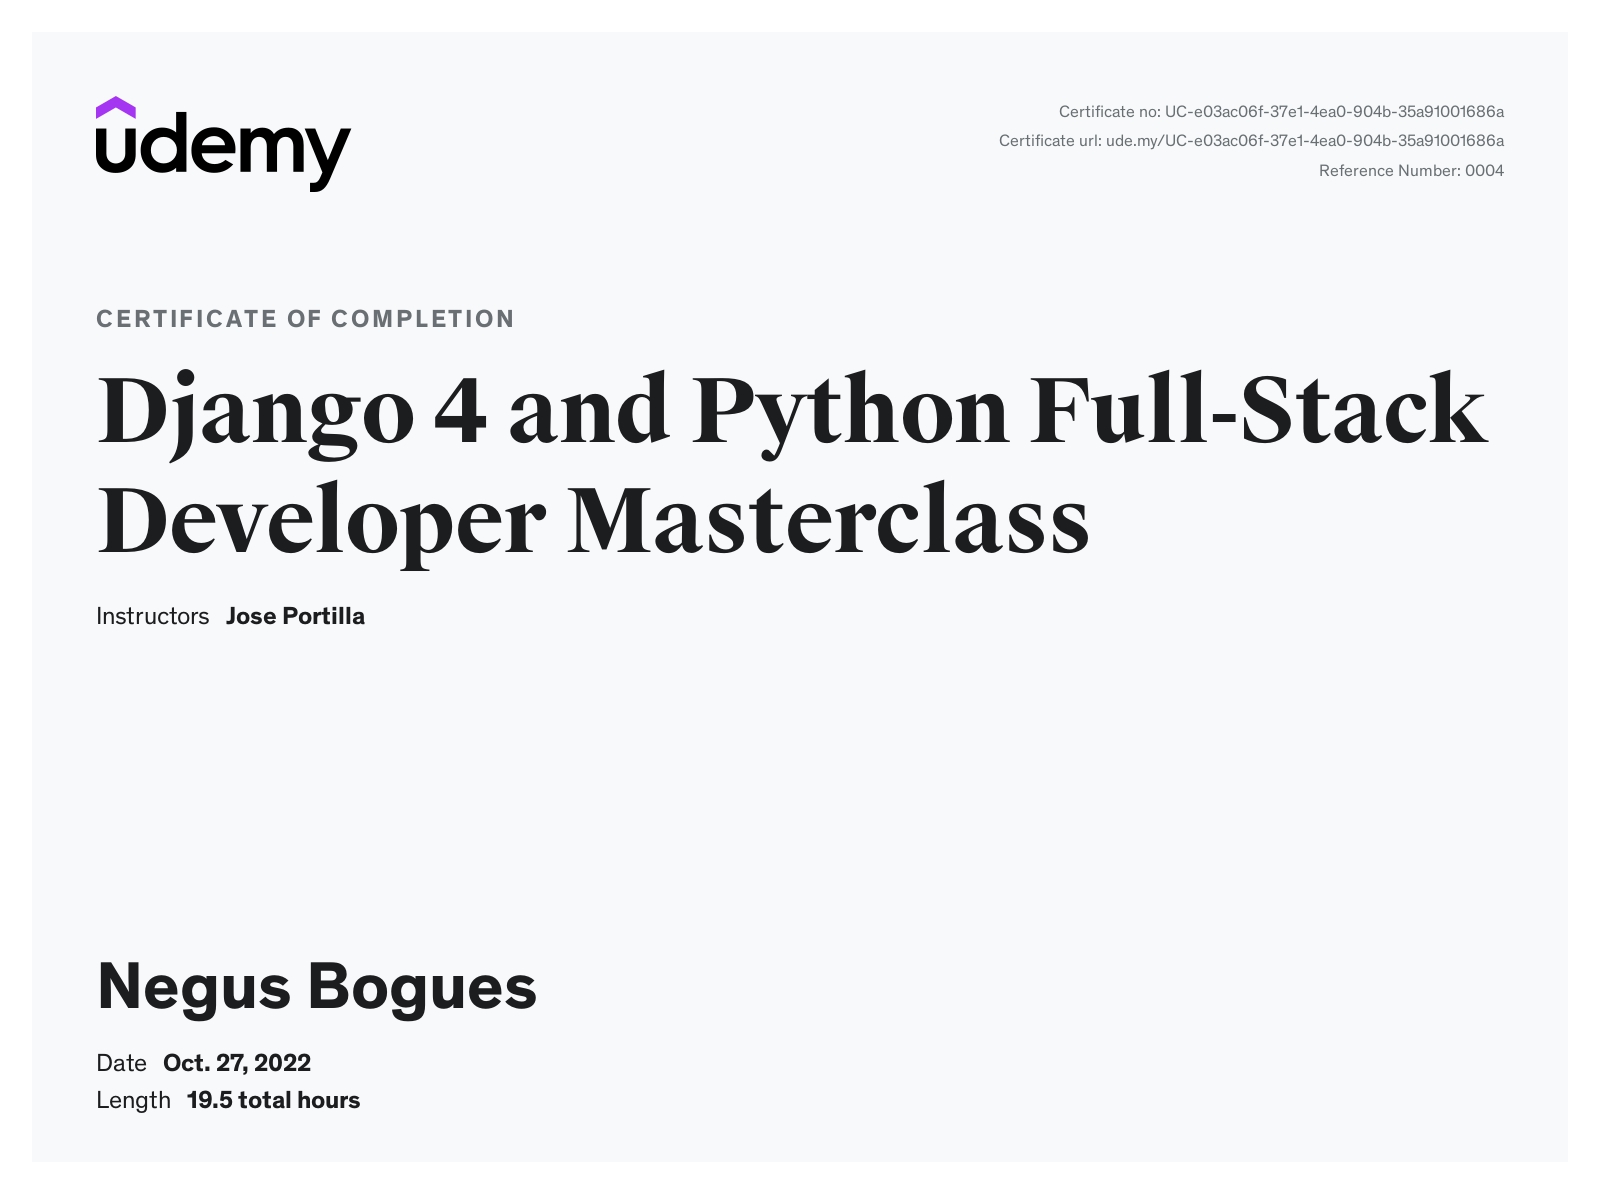 udemy
Certificate no: UC-e03ac06f-37e1-4ea0-904b-35a91001686a
Certificate url: ude.my/UC-e03ac06f-37e1-4ea0-904b-35a91001686a
Reference Number: 0004
CERTIFICATE OF COMPLETION
Django 4 and Python Full-Stack
Developer Masterclass
Instructors Jose Portilla
Negus Bogues
Date Oct. 27, 2022
Length 19.5 total hours